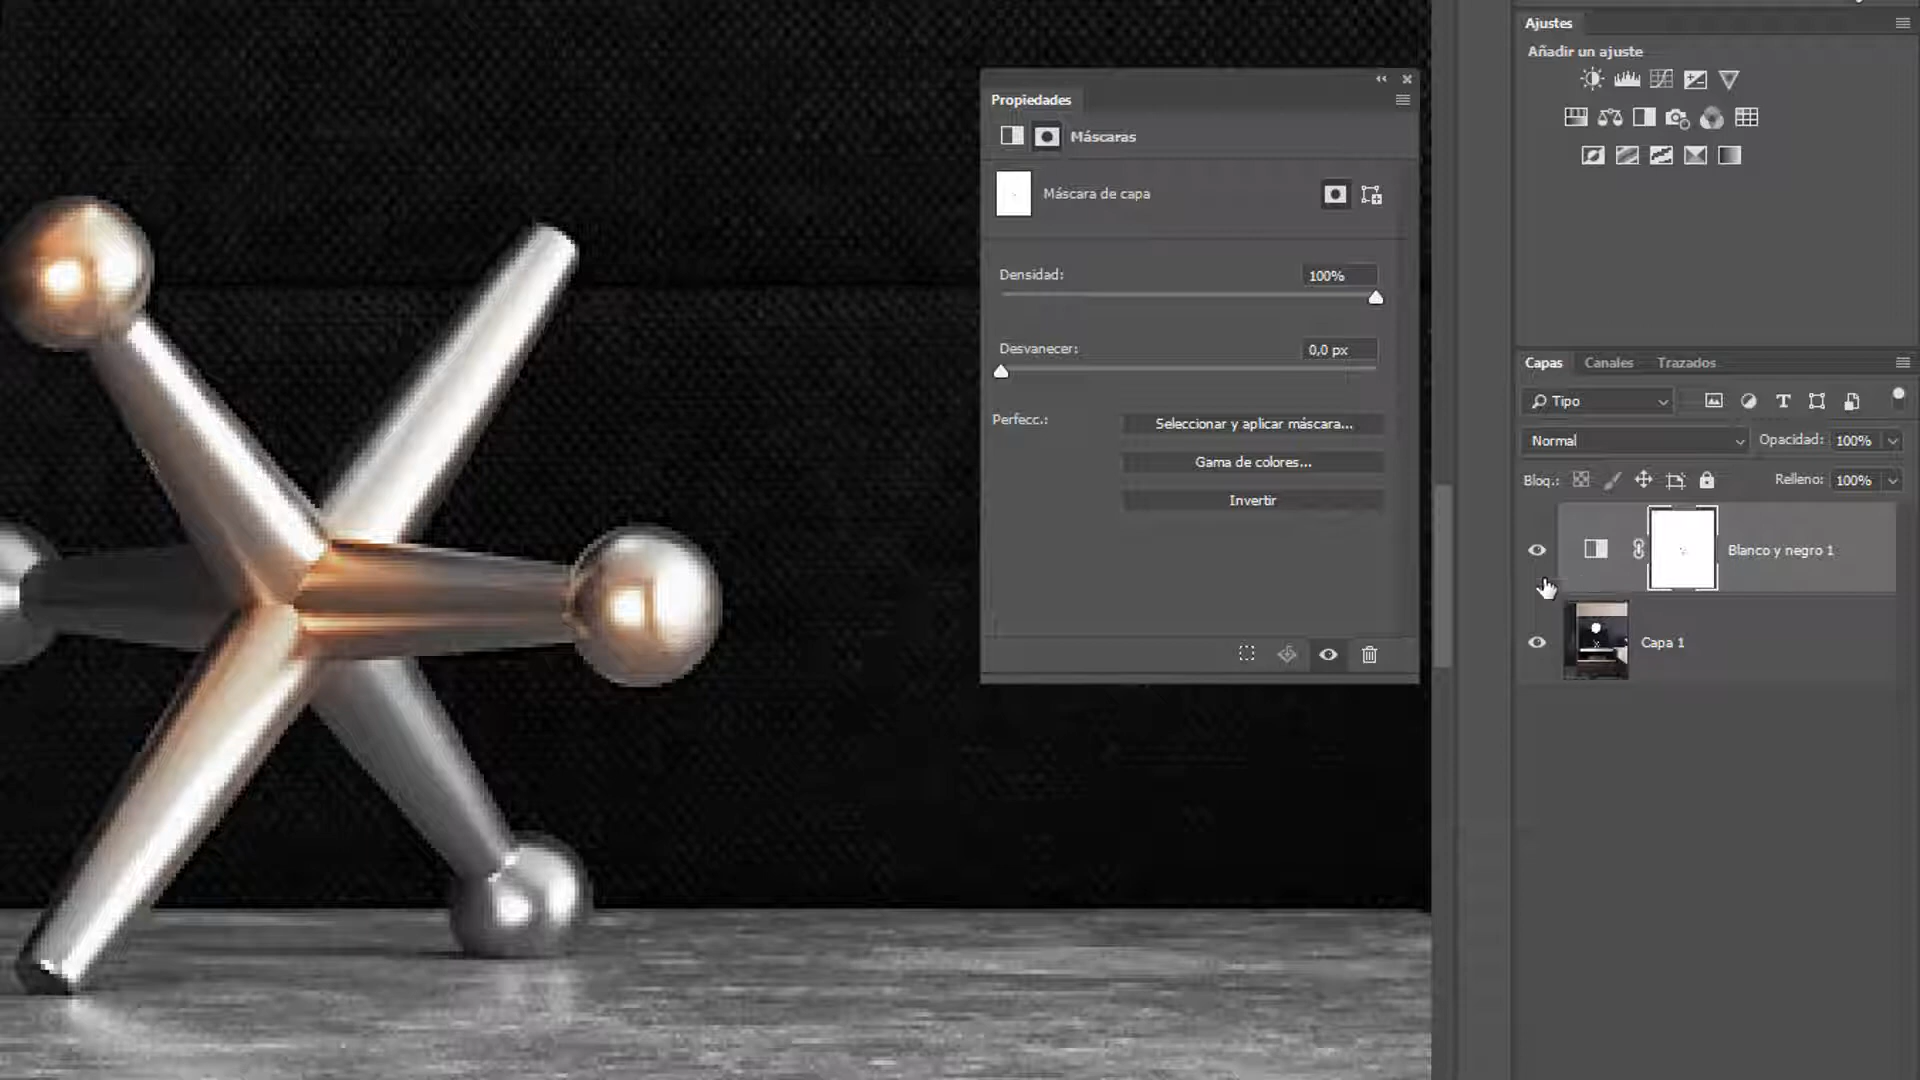 Ajustes
Añadir un ajuste
Propiedades
Máscaras
Máscara de capa
Densidad: 100%
Desvanecer: 0,0 px
Perfecc.: Seleccionar y aplicar máscara...
Gama de colores...
Invertir
Capas Canales Trazados
Tipo
Normal Opacidad: 100%
Bloq.: Relleno: 100%
Blanco y negro 1
Capa 1